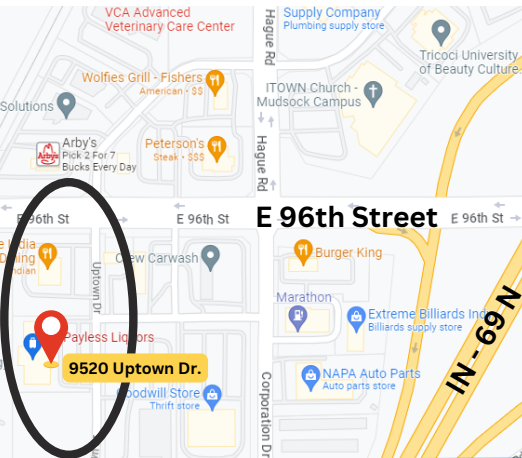 VCA Advanced
Veterinary Care Center
Hague Rd
Supply Company
Plumbing supply store
Tricoci University
of Beauty Culture
Wolfies Grill - Fishers
American • $$
ITOWN Church -
Mudsock Campus
Solutions
Arby's
Arby's
Pick 2 For 7
Bucks Every Day
Peterson's
Steak • $$$
Hague Rd
E 96th St
E 96th St
E 96th Street
E 96th St
India
Indian
Uptown Dr
Crew Carwash
Burger King
Marathon
Extreme Billiards
Billiards supply store
IN - 69 N
Payless Liquors
9520 Uptown Dr.
NAPA Auto Parts
Auto parts store
Goodwill Store
Thrift store
Corporation Dr